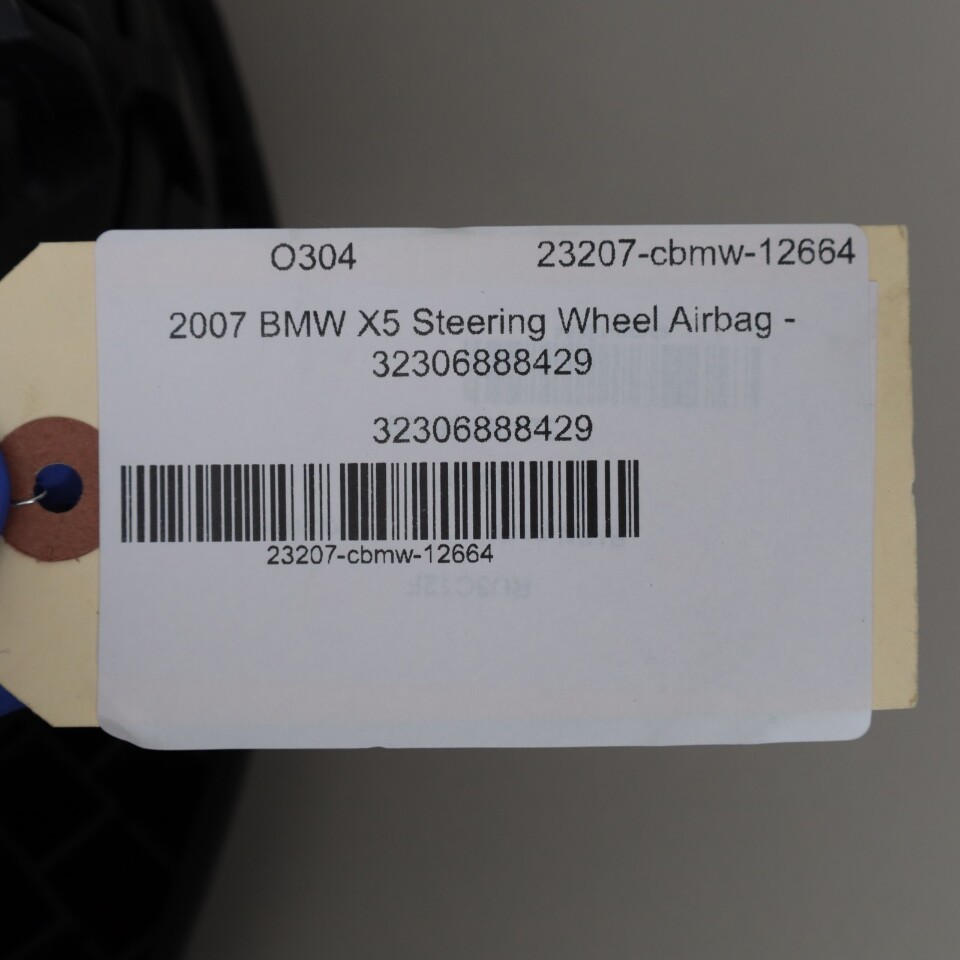 O304 23207-cbmw-12664
2007 BMW X5 Steering Wheel Airbag -
32306888429
32306888429
23207-cbmw-12664